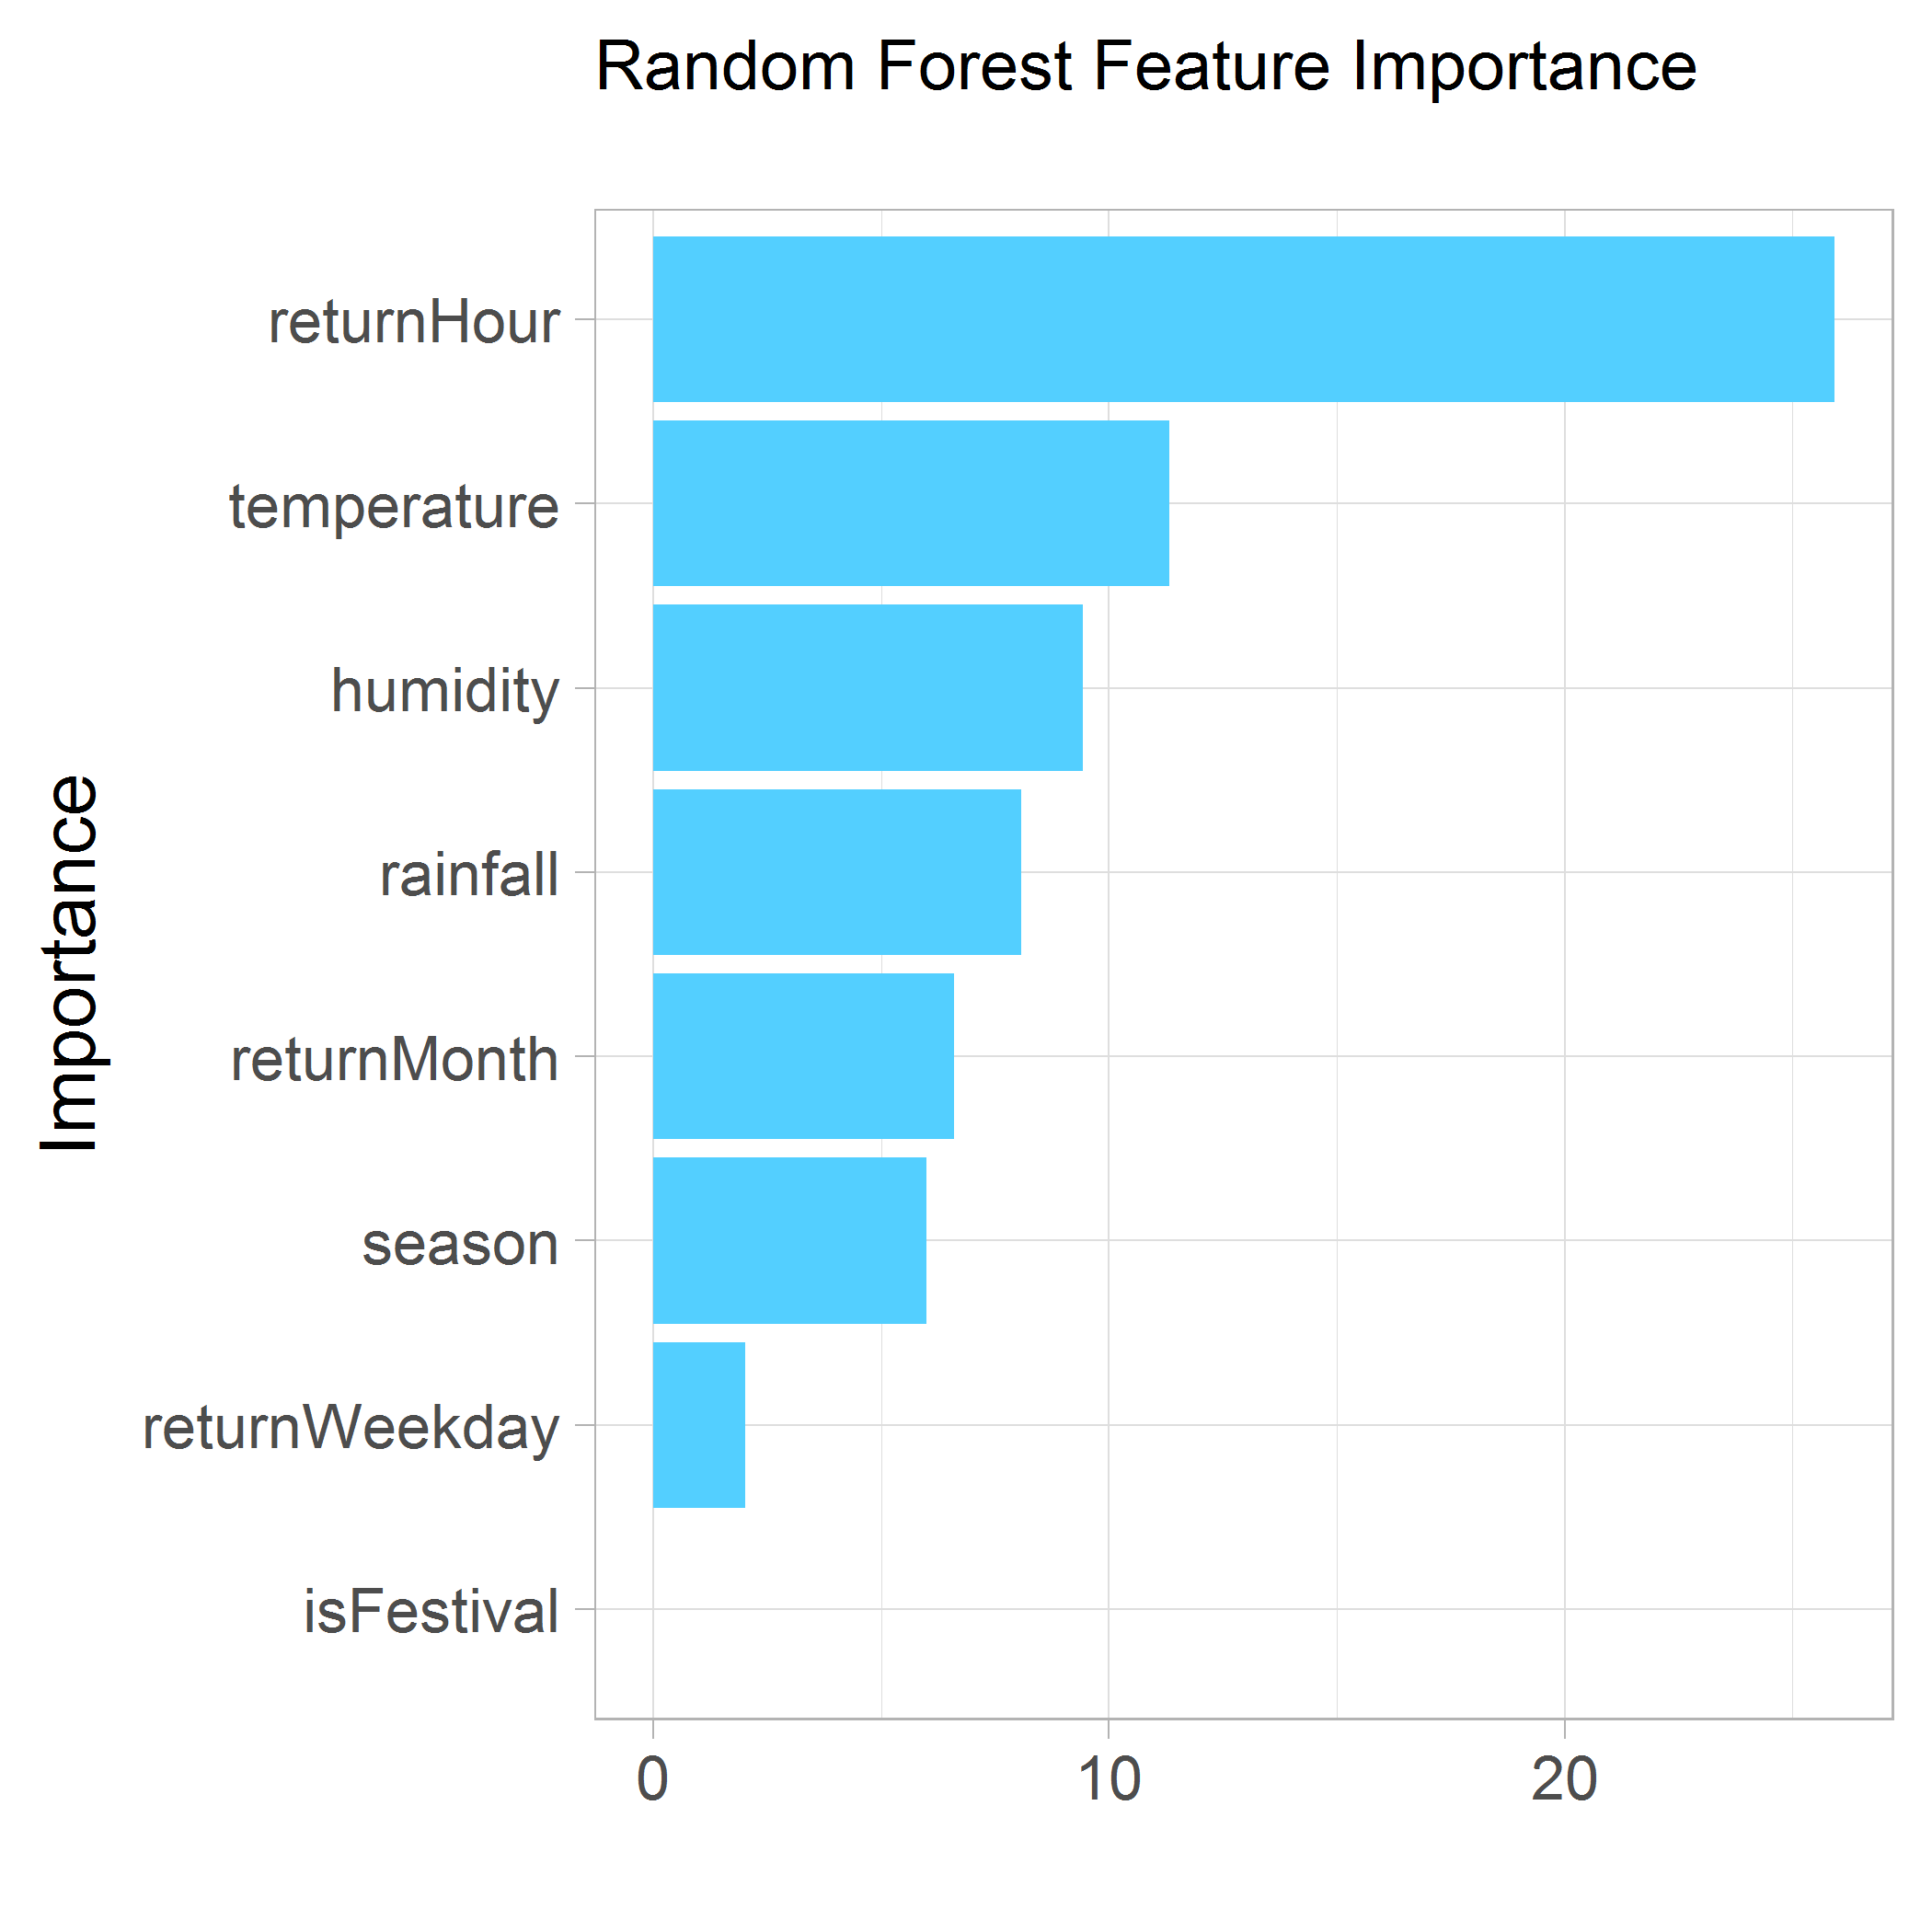 Random Forest Feature Importance
returnHour
temperature
humidity
rainfall
returnMonth
season
returnWeekday
isFestival
Importance
0 10 20